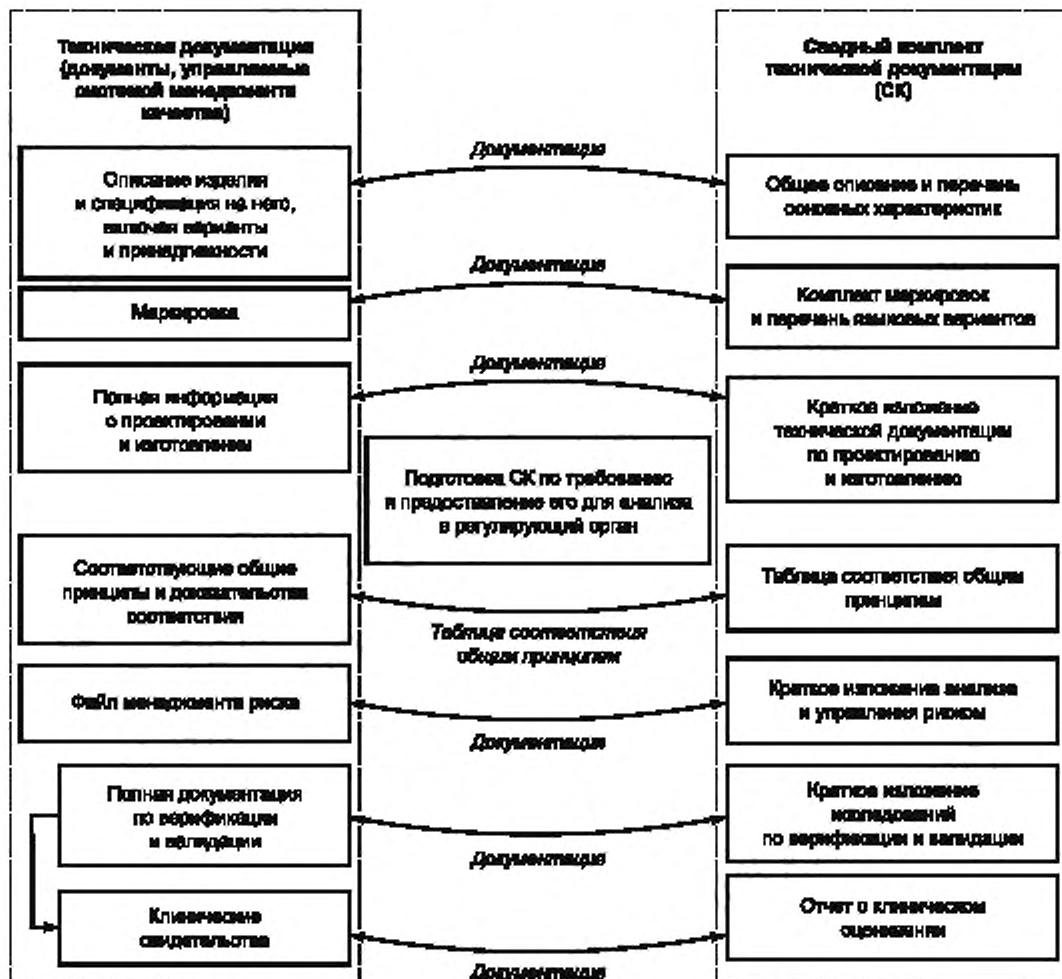 Техническая документация
(документы, управляемые
системой менеджмента
качества)
Описание изделия
и спецификация на него,
включая варианты
и принадлежности
Маркировка
Полная информация
о проектировании
и изготовлении
Соответствующие общие
принципы и доказательства
соответствия
Файл менеджмента риска
Полная документация
по верификации
и валидации
Клинические
свидетельства
Документация
Документация
Документация
Подготовка СК по требованию
и предоставление его для анализа
в регулирующий орган
Таблица соответствия
общим принципам
Документация
Документация
Документация
Сводный комплект
технической документации
(СК)
Общее описание и перечень
основных характеристик
Комплект маркировок
и перечень языковых вариантов
Краткое изложение
технической документации
по проектированию
и изготовлению
Таблица соответствия общим
принципам
Краткое изложение анализа
и управления риском
Краткое изложение
исследований
по верификации и валидации
Отчет о клиническом
оценивании